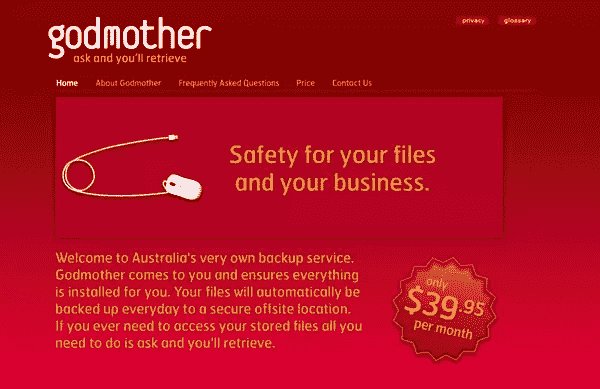 godmother
ask and you'll retrieve
privacy glossary
Home About Godmother Frequently Asked Questions Price Contact Us
Safety for your files
and your business.
Welcome to Australia's very own backup service.
Godmother comes to you and ensures everything
is installed for you. Your files will automatically be
backed up everyday to a secure offsite location.
If you ever need to access your stored files all you
need to do is ask and you'll retrieve.
only
$39.95
per month